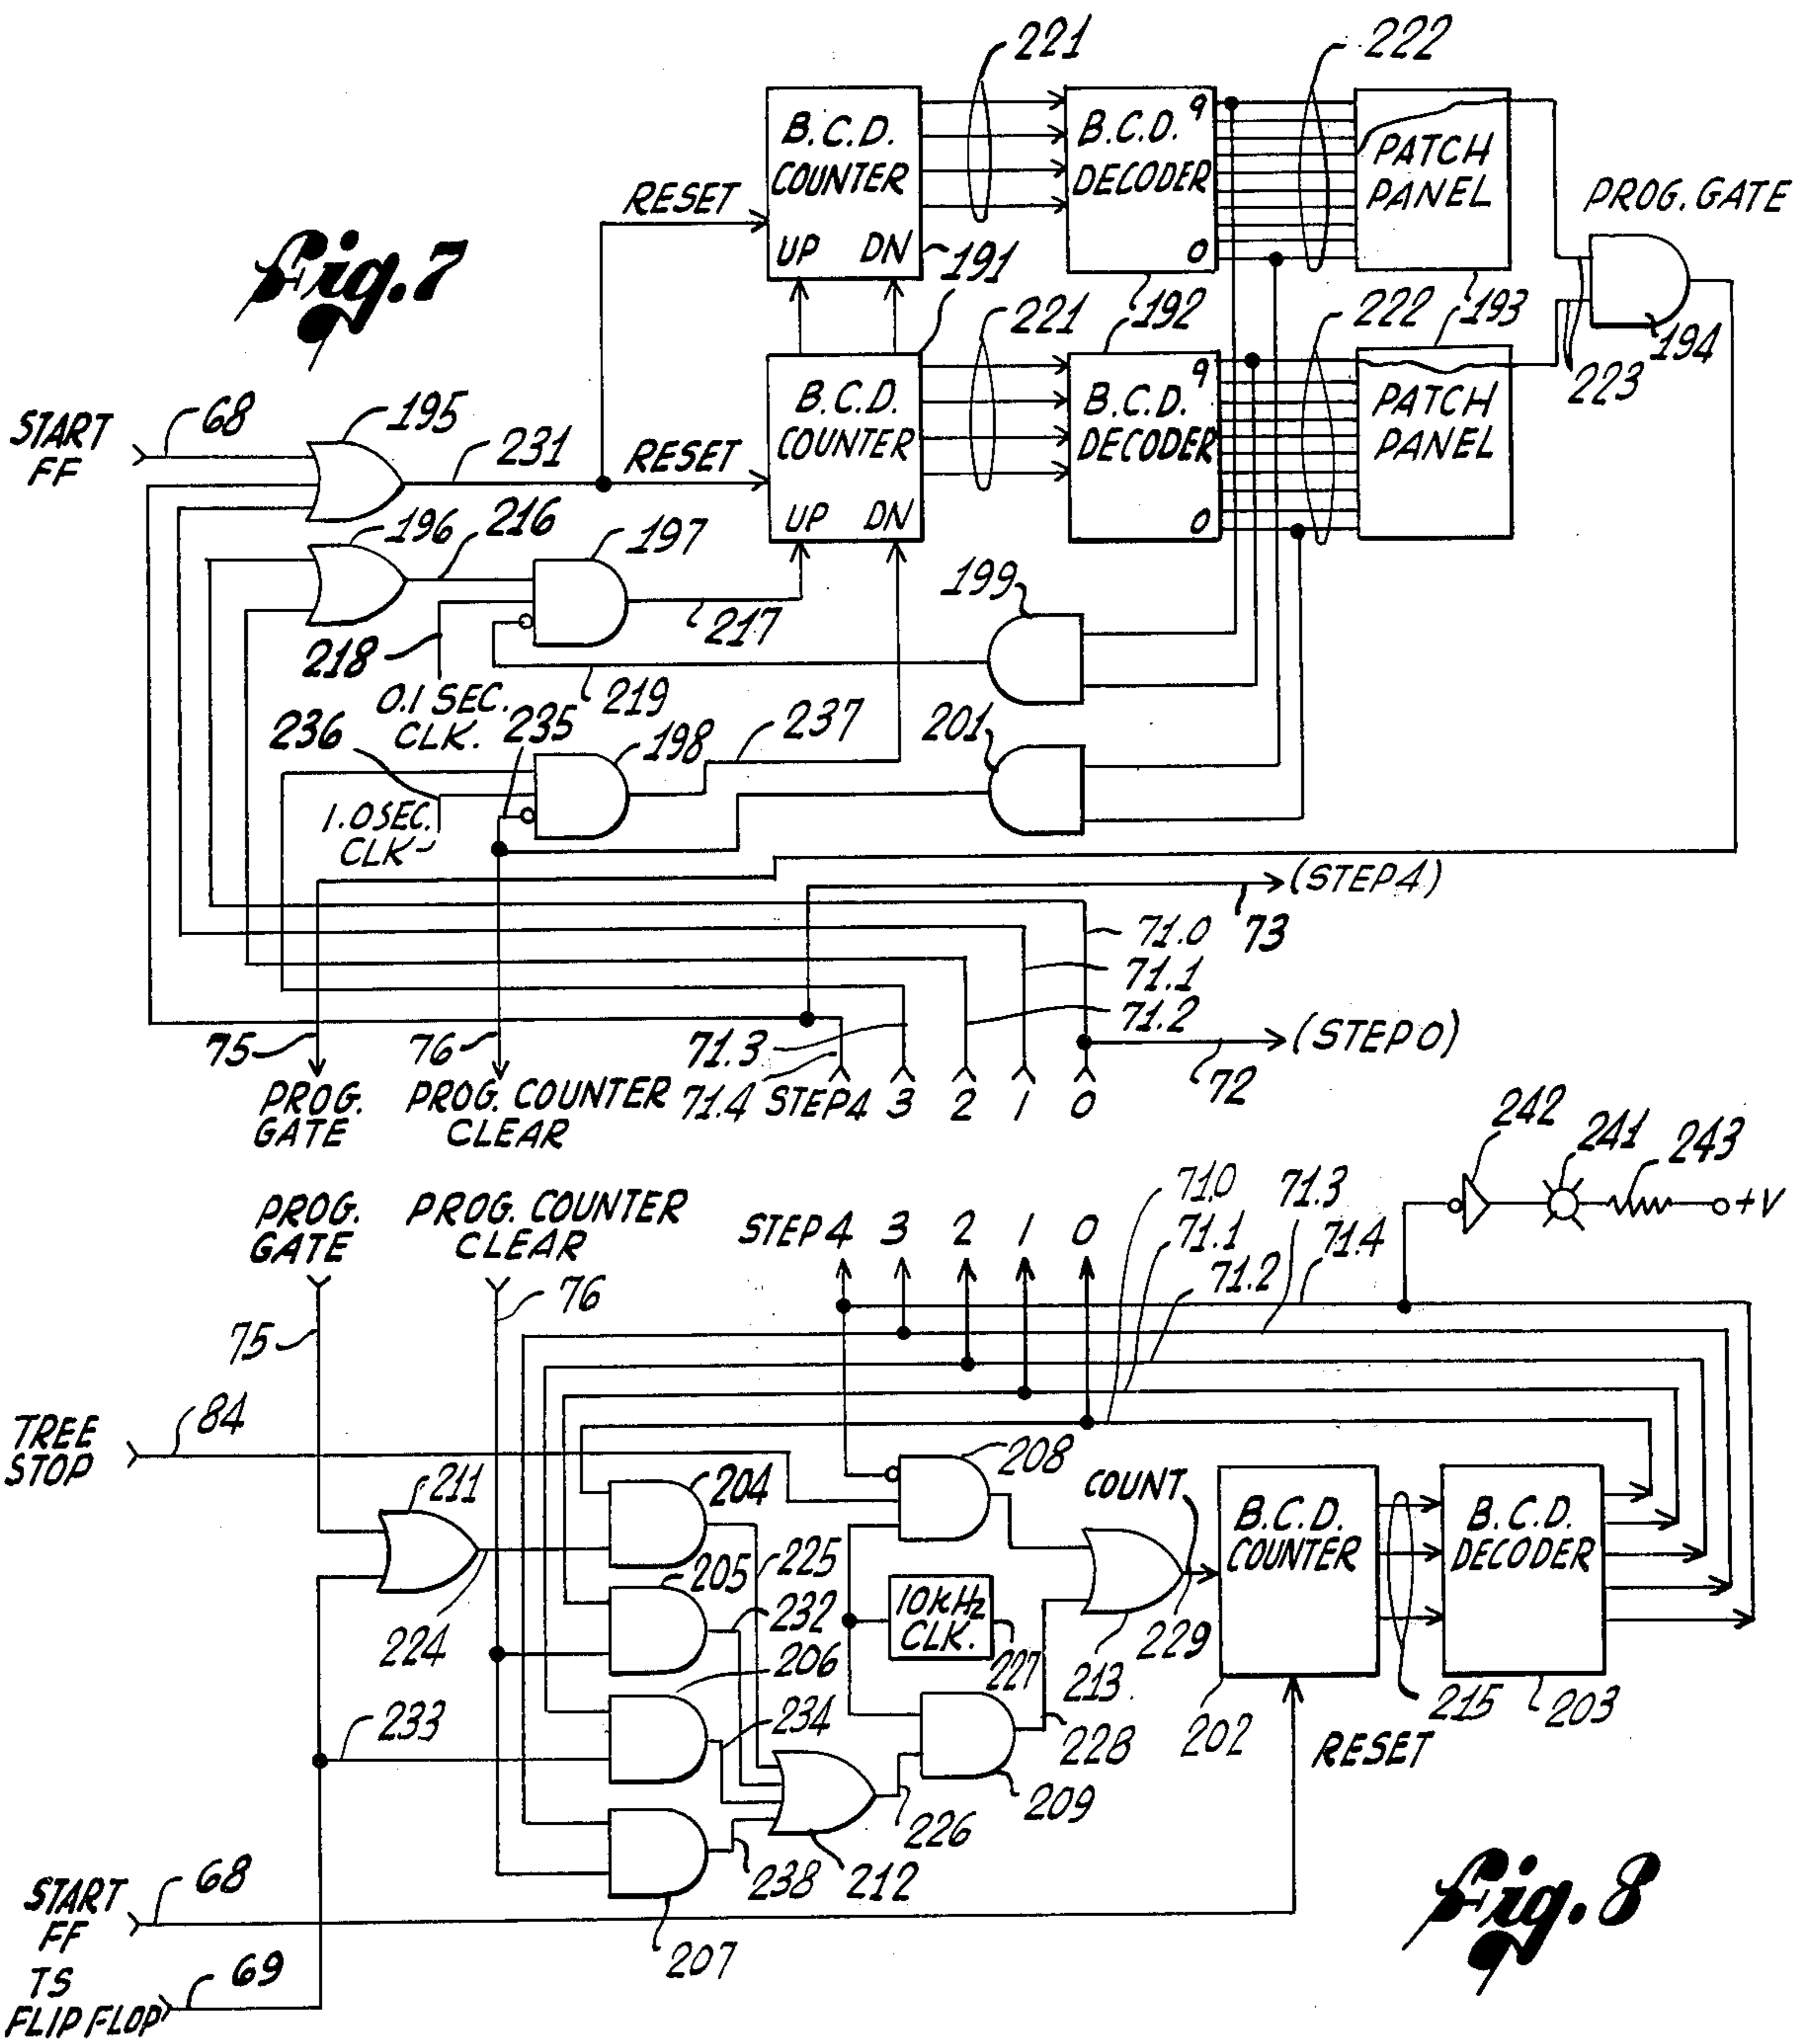 221
222
B.C.D.
COUNTER
UP DN
B.C.D. 9
DECODER
0
PATCH
PANEL
PROG. GATE
RESET
Fig. 7
191
192
193
194
221
192
222
223
B.C.D.
COUNTER
UP DN
9
B.C.D.
DECODER
0
PATCH
PANEL
START
FF
68
195
231
RESET
196
216
197
199
218
217
0.1 SEC.
CLK.
219
236
235
198
237
201
1.0 SEC.
CLK
(STEP 4)
73
71.0
71.1
71.2
75
76
71.3
71.4
(STEP 0)
72
PROG.
GATE
PROG. COUNTER
CLEAR
STEP4 3 2 1 0
242
241
243
+V
PROG.
GATE
PROG. COUNTER
CLEAR
STEP 4 3 2 1 0
71.0
71.3
71.1
71.4
71.2
75
76
TREE
STOP
84
211
204
208
COUNT
B.C.D.
COUNTER
B.C.D.
DECODER
205
225
224
232
10 KHz
CLK.
227
229
206
213
233
234
228
202
215
203
RESET
209
226
238
212
START
FF
68
207
TS
FLIP FLOP
69
Fig. 8